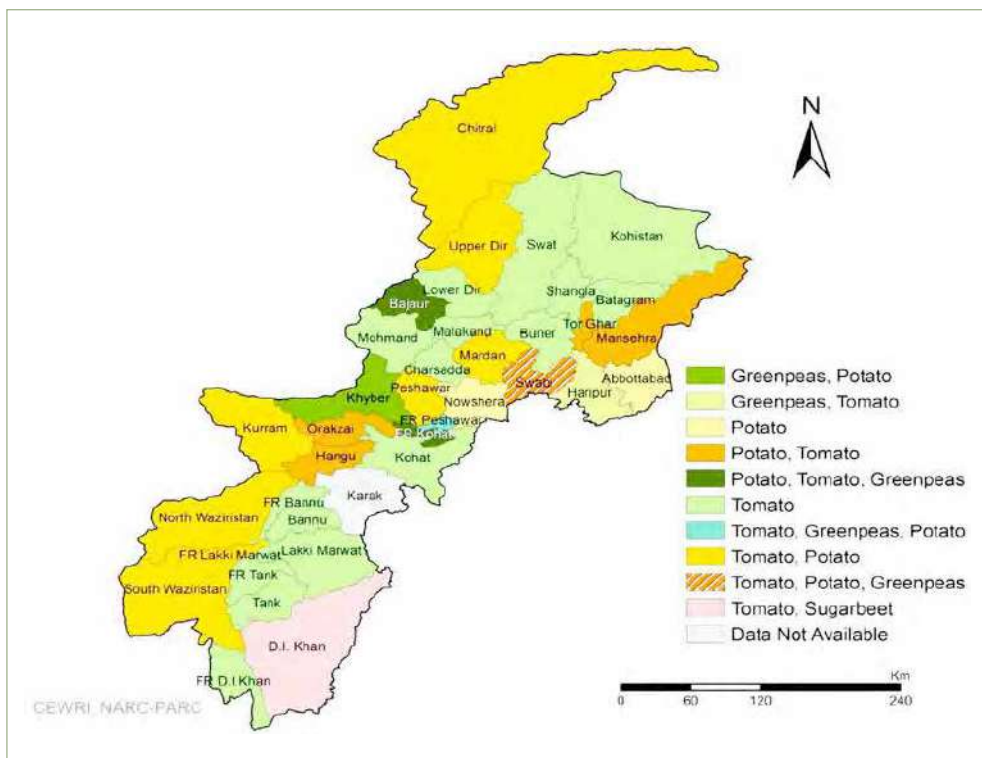 N
Chitral
Upper Dir
Swat
Kohistan
Lower Dir
Shangla
Batagram
Bajaur
Mohmand
Malakand
Buner
Tor Ghar
Mansehra
Mardan
Charsedda
Swabi
Haripur
Abbottabad
Peshawar
Nowshera
Khyber
FR Peshawar
FR Kohat
Kurram
Orakzai
Hangu
Kohat
Karak
FR Bannu
Bannu
North Waziristan
FR Lakki Marwat
Lakki Marwat
FR Tank
South Waziristan
Tank
D.I. Khan
FR D.I Khan
Greenpeas, Potato
Greenpeas, Tomato
Potato
Potato, Tomato
Potato, Tomato, Greenpeas
Tomato
Tomato, Greenpeas, Potato
Tomato, Potato
Tomato, Potato, Greenpeas
Tomato, Sugarbeet
Data Not Available
Km
0 60 120 240
CEWRI, NARC-PARC